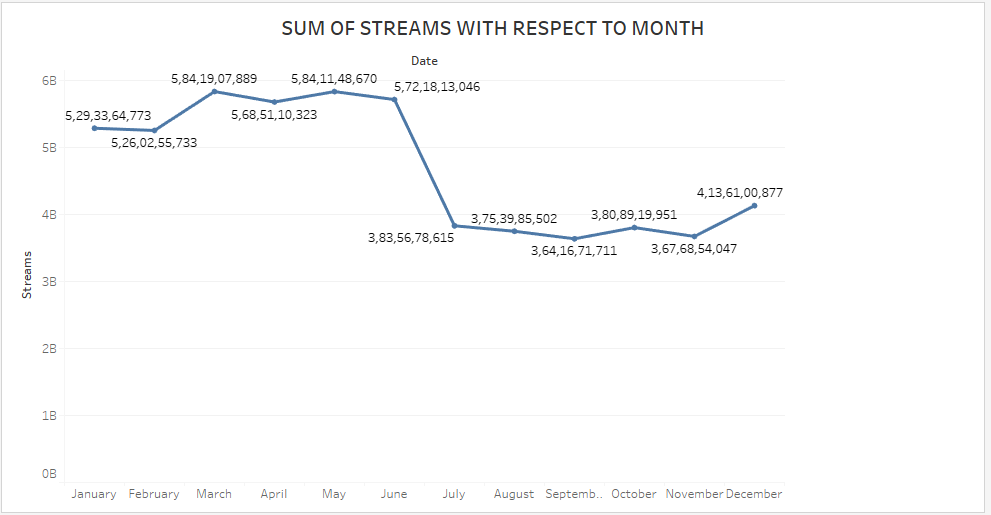 SUM OF STREAMS WITH RESPECT TO MONTH
Date
6B
5B
4B
3B
2B
1B
0B
Streams
5,29,33,64,773
5,26,02,55,733
5,84,19,07,889
5,68,51,10,323
5,84,11,48,670
5,72,18,13,046
3,83,56,78,615
3,75,39,85,502
3,64,16,71,711
3,80,89,19,951
3,67,68,54,047
4,13,61,00,877
January February March April May June July August Septemb.. October November December